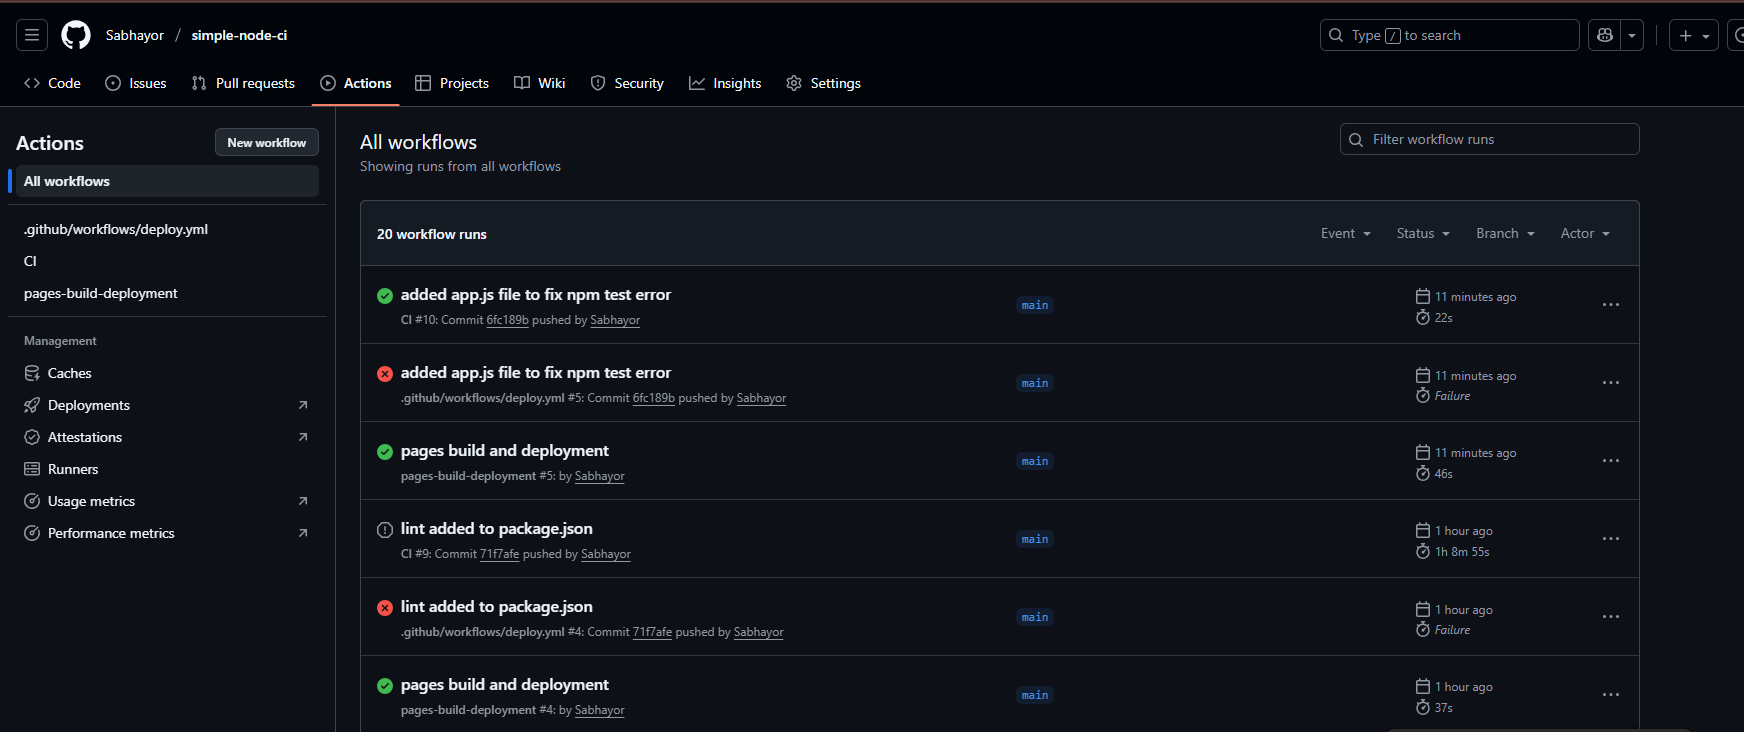 Sabhayor / simple-node-ci
Type / to search
Code Issues Pull requests Actions Projects Wiki Security Insights Settings
Actions
New workflow
All workflows
.github/workflows/deploy.yml
CI
pages-build-deployment
Management
Caches
Deployments
Attestations
Runners
Usage metrics
Performance metrics
All workflows
Showing runs from all workflows
Filter workflow runs
20 workflow runs
Event Status Branch Actor
added app.js file to fix npm test error
CI #10: Commit 6fc189b pushed by Sabhayor
main
11 minutes ago
22s
added app.js file to fix npm test error
.github/workflows/deploy.yml #5: Commit 6fc189b pushed by Sabhayor
main
11 minutes ago
Failure
pages build and deployment
pages-build-deployment #5: by Sabhayor
main
11 minutes ago
46s
lint added to package.json
CI #9: Commit 71f7afe pushed by Sabhayor
main
1 hour ago
1h 8m 55s
lint added to package.json
.github/workflows/deploy.yml #4: Commit 71f7afe pushed by Sabhayor
main
1 hour ago
Failure
pages build and deployment
pages-build-deployment #4: by Sabhayor
main
1 hour ago
37s